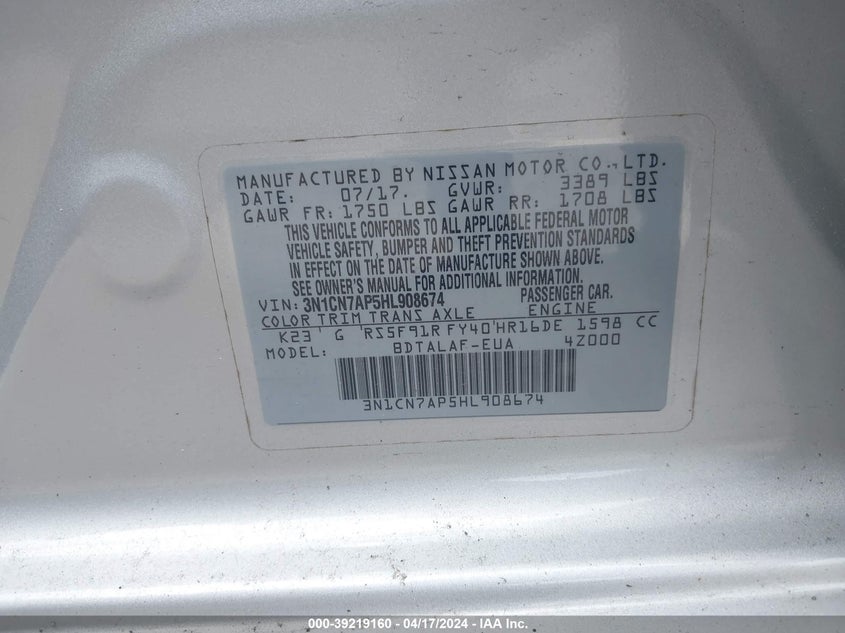 MANUFACTURED BY NISSAN MOTOR CO., LTD.
DATE: 07/17. GVWR: 3389 LBS
GAWR FR: 1750 LBS GAWR RR: 1708 LBS
THIS VEHICLE CONFORMS TO ALL APPLICABLE FEDERAL MOTOR
VEHICLE SAFETY, BUMPER AND THEFT PREVENTION STANDARDS
IN EFFECT ON THE DATE OF MANUFACTURE SHOWN ABOVE.
SEE OWNER'S MANUAL FOR ADDITIONAL INFORMATION.
VIN: 3N1CN7AP5HL908674 PASSENGER CAR.
COLOR TRIM TRANS AXLE ENGINE
K23 G RS5F91R FY40 HR16DE 1598 CC
MODEL: BDTALAF-EUA 4Z000
3N1CN7AP5HL908674
000-39219160 - 04/17/2024 - IAA Inc.